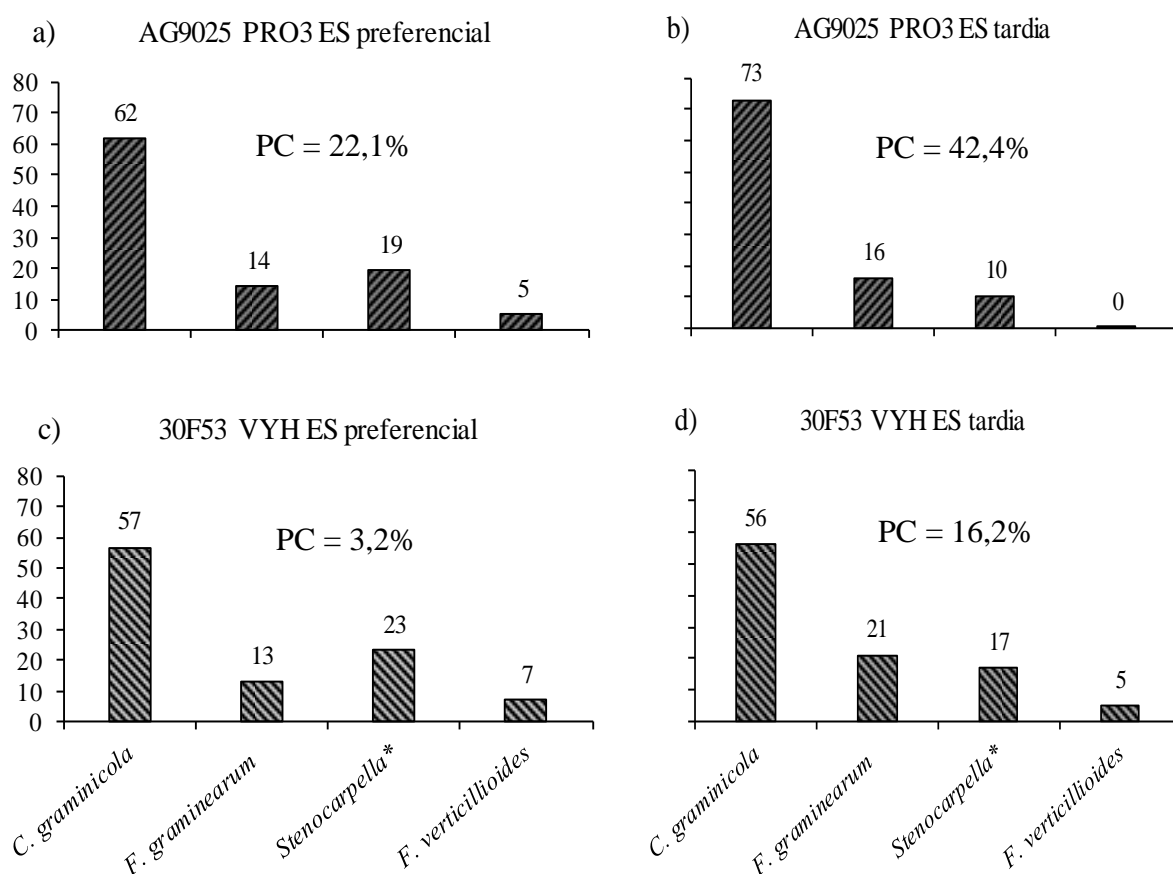 a) AG9025 PRO3 ES preferencial
80
70
60
50
40
30
20
10
0
62
14
19
5
PC = 22,1%
b) AG9025 PRO3 ES tardia
73
16
10
0
PC = 42,4%
c) 30F53 VYH ES preferencial
80
70
60
50
40
30
20
10
0
57
13
23
7
PC = 3,2%
C. graminicola
F. graminearum
Stenocarpella*
F. verticillioides
d) 30F53 VYH ES tardia
56
21
17
5
PC = 16,2%
C. graminicola
F. graminearum
Stenocarpella*
F. verticillioides